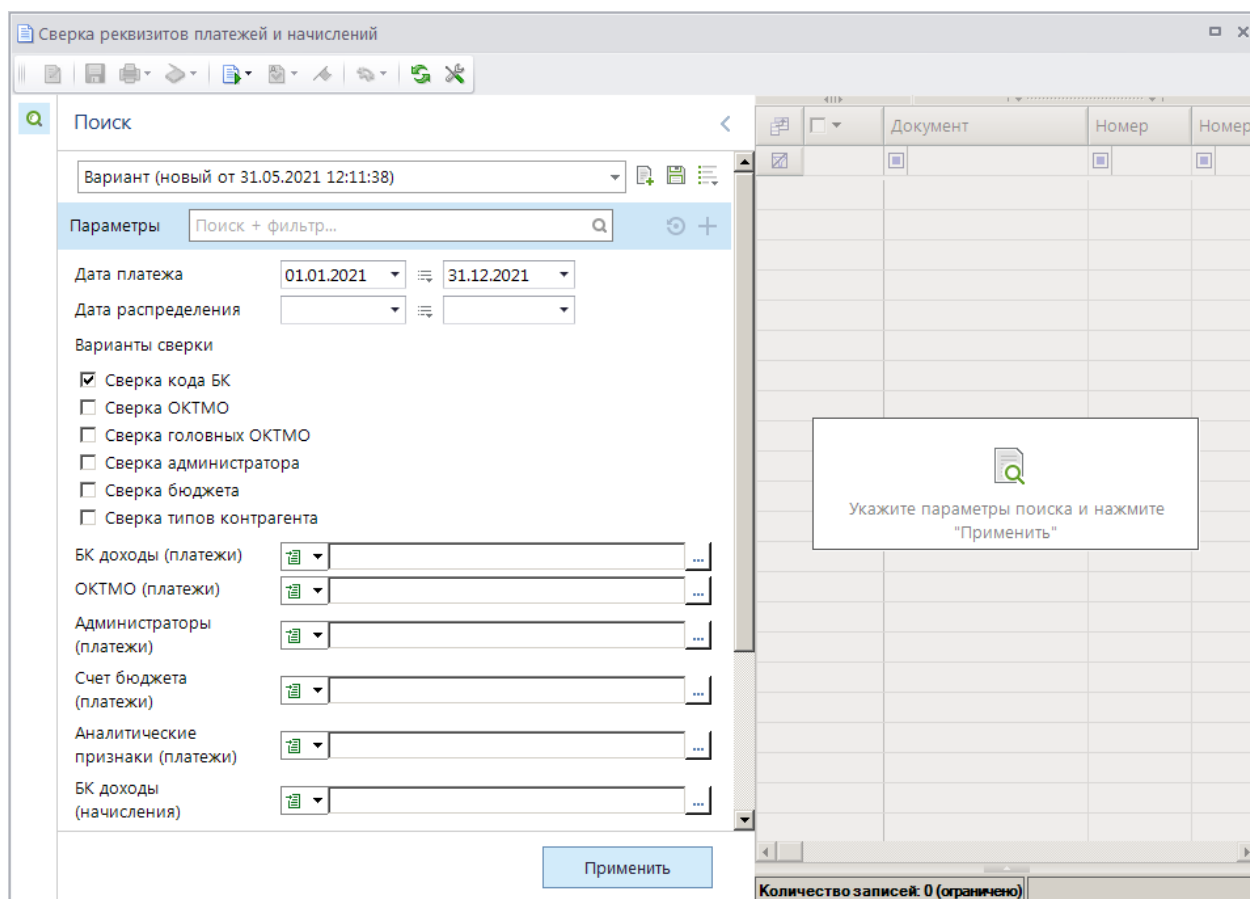 Сверка реквизитов платежей и начислений
Поиск
Вариант (новый от 31.05.2021 12:11:38)
Параметры
Поиск + фильтр...
Дата платежа 01.01.2021 31.12.2021
Дата распределения
Варианты сверки
Сверка кода БК
Сверка ОКТМО
Сверка головных ОКТМО
Сверка администратора
Сверка бюджета
Сверка типов контрагента
БК доходы (платежи)
...
ОКТМО (платежи)
...
Администраторы
(платежи)
...
Счет бюджета
(платежи)
...
Аналитические
признаки (платежи)
...
БК доходы
(начисления)
...
Применить
Документ Номер Номер
Укажите параметры поиска и нажмите
"Применить"
Количество записей: 0 (ограничено)